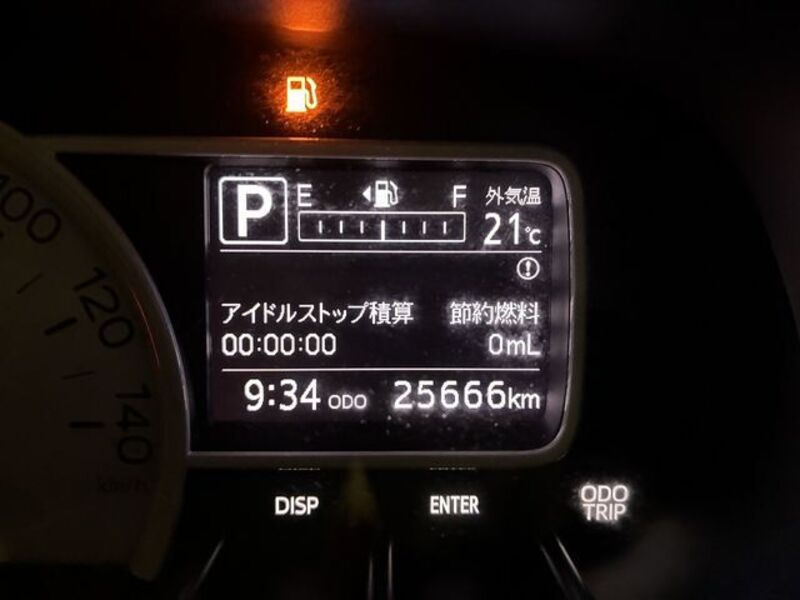 P E F 外気温
21℃
アイドルストップ積算 節約燃料
00:00:00 0mL
9:34 ODO 25666km
100
120
140
km/h
DISP ENTER ODO
TRIP